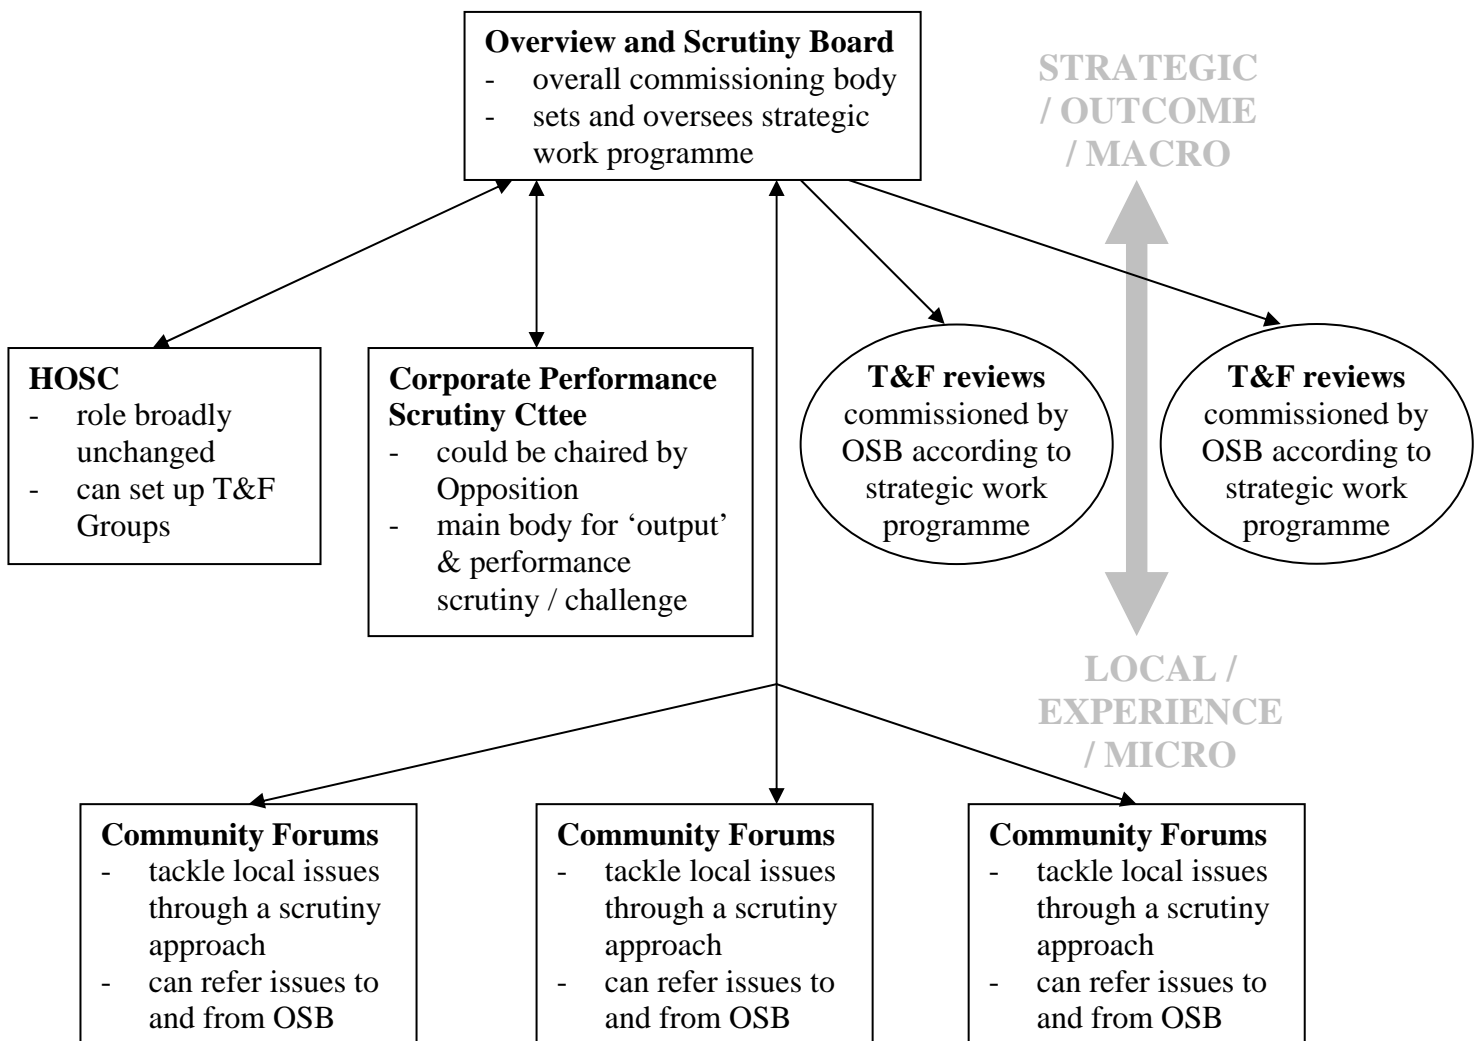 Overview and Scrutiny Board
- overall commissioning body
- sets and oversees strategic
work programme
STRATEGIC
/ OUTCOME
/ MACRO
HOSC
- role broadly
unchanged
- can set up T&F
Groups
Corporate Performance
Scrutiny Cttee
- could be chaired by
Opposition
- main body for ‘output’
& performance
scrutiny / challenge
T&F reviews
commissioned by
OSB according to
strategic work
programme
T&F reviews
commissioned by
OSB according to
strategic work
programme
LOCAL /
EXPERIENCE
/ MICRO
Community Forums
- tackle local issues
through a scrutiny
approach
- can refer issues to
and from OSB
Community Forums
- tackle local issues
through a scrutiny
approach
- can refer issues to
and from OSB
Community Forums
- tackle local issues
through a scrutiny
approach
- can refer issues to
and from OSB